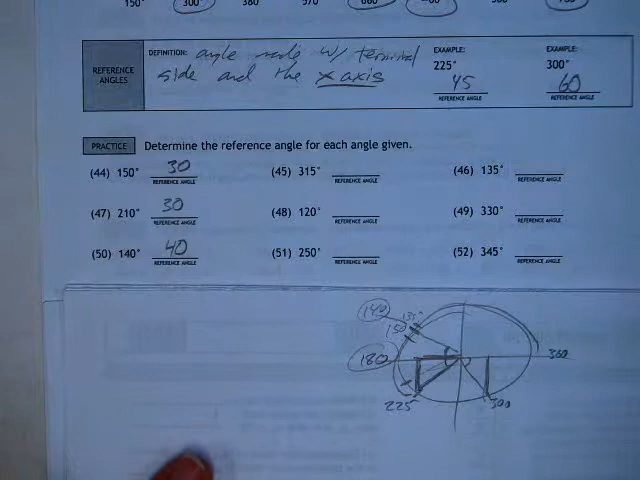 150° 300° 380 570 660
DEFINITION: angle made w/ terminal
side and the x axis
REFERENCE
ANGLES
EXAMPLE:
225°
45
REFERENCE ANGLE
EXAMPLE:
300°
60
REFERENCE ANGLE
PRACTICE Determine the reference angle for each angle given.
(44) 150° 30 (45) 315° (46) 135°
REFERENCE ANGLE REFERENCE ANGLE REFERENCE ANGLE
(47) 210° 30 (48) 120° (49) 330°
REFERENCE ANGLE REFERENCE ANGLE REFERENCE ANGLE
(50) 140° 40 (51) 250° (52) 345°
REFERENCE ANGLE REFERENCE ANGLE REFERENCE ANGLE
140 135°
150
180 360
225 300